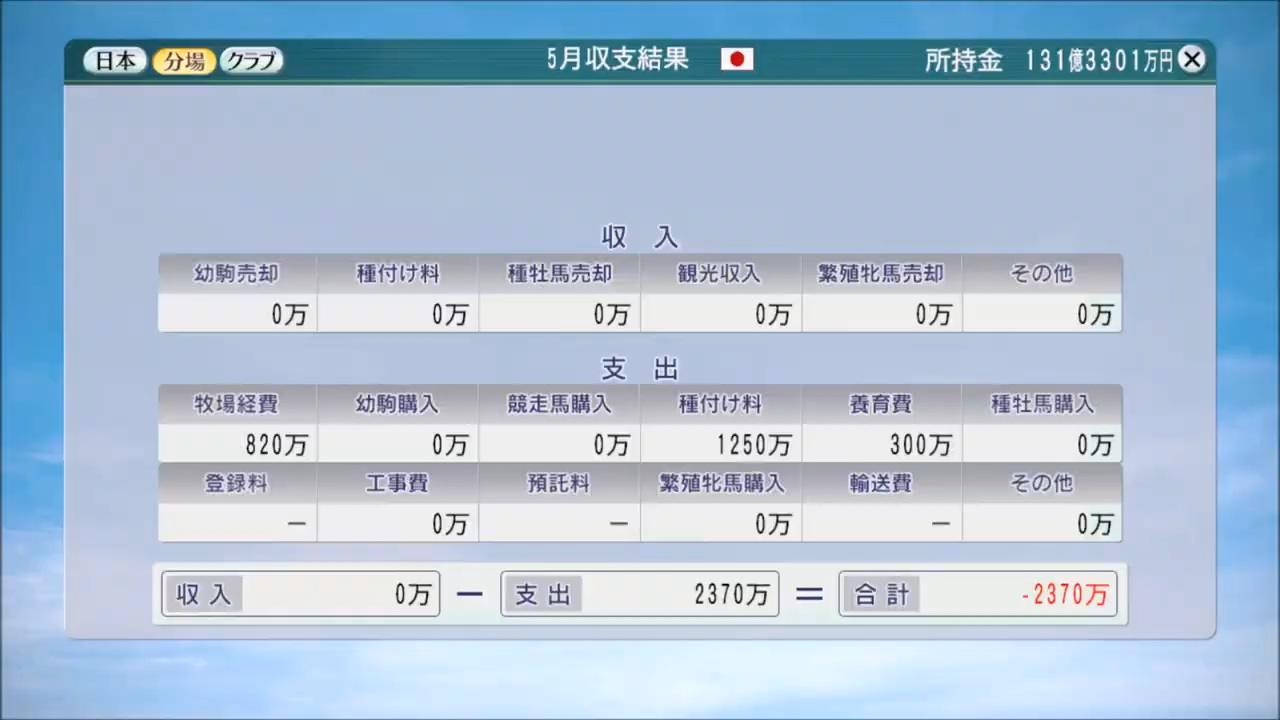 日本 分場 クラブ 5月収支結果 所持金 131億3301万円
収 入
幼駒売却 種付け料 種牡馬売却 観光収入 繁殖牝馬売却 その他
0万 0万 0万 0万 0万 0万
支 出
牧場経費 幼駒購入 競走馬購入 種付け料 養育費 種牡馬購入
820万 0万 0万 1250万 300万 0万
登録料 工事費 預託料 繁殖牝馬購入 輸送費 その他
— 0万 — 0万 — 0万
収入 0万 − 支出 2370万 = 合計 -2370万